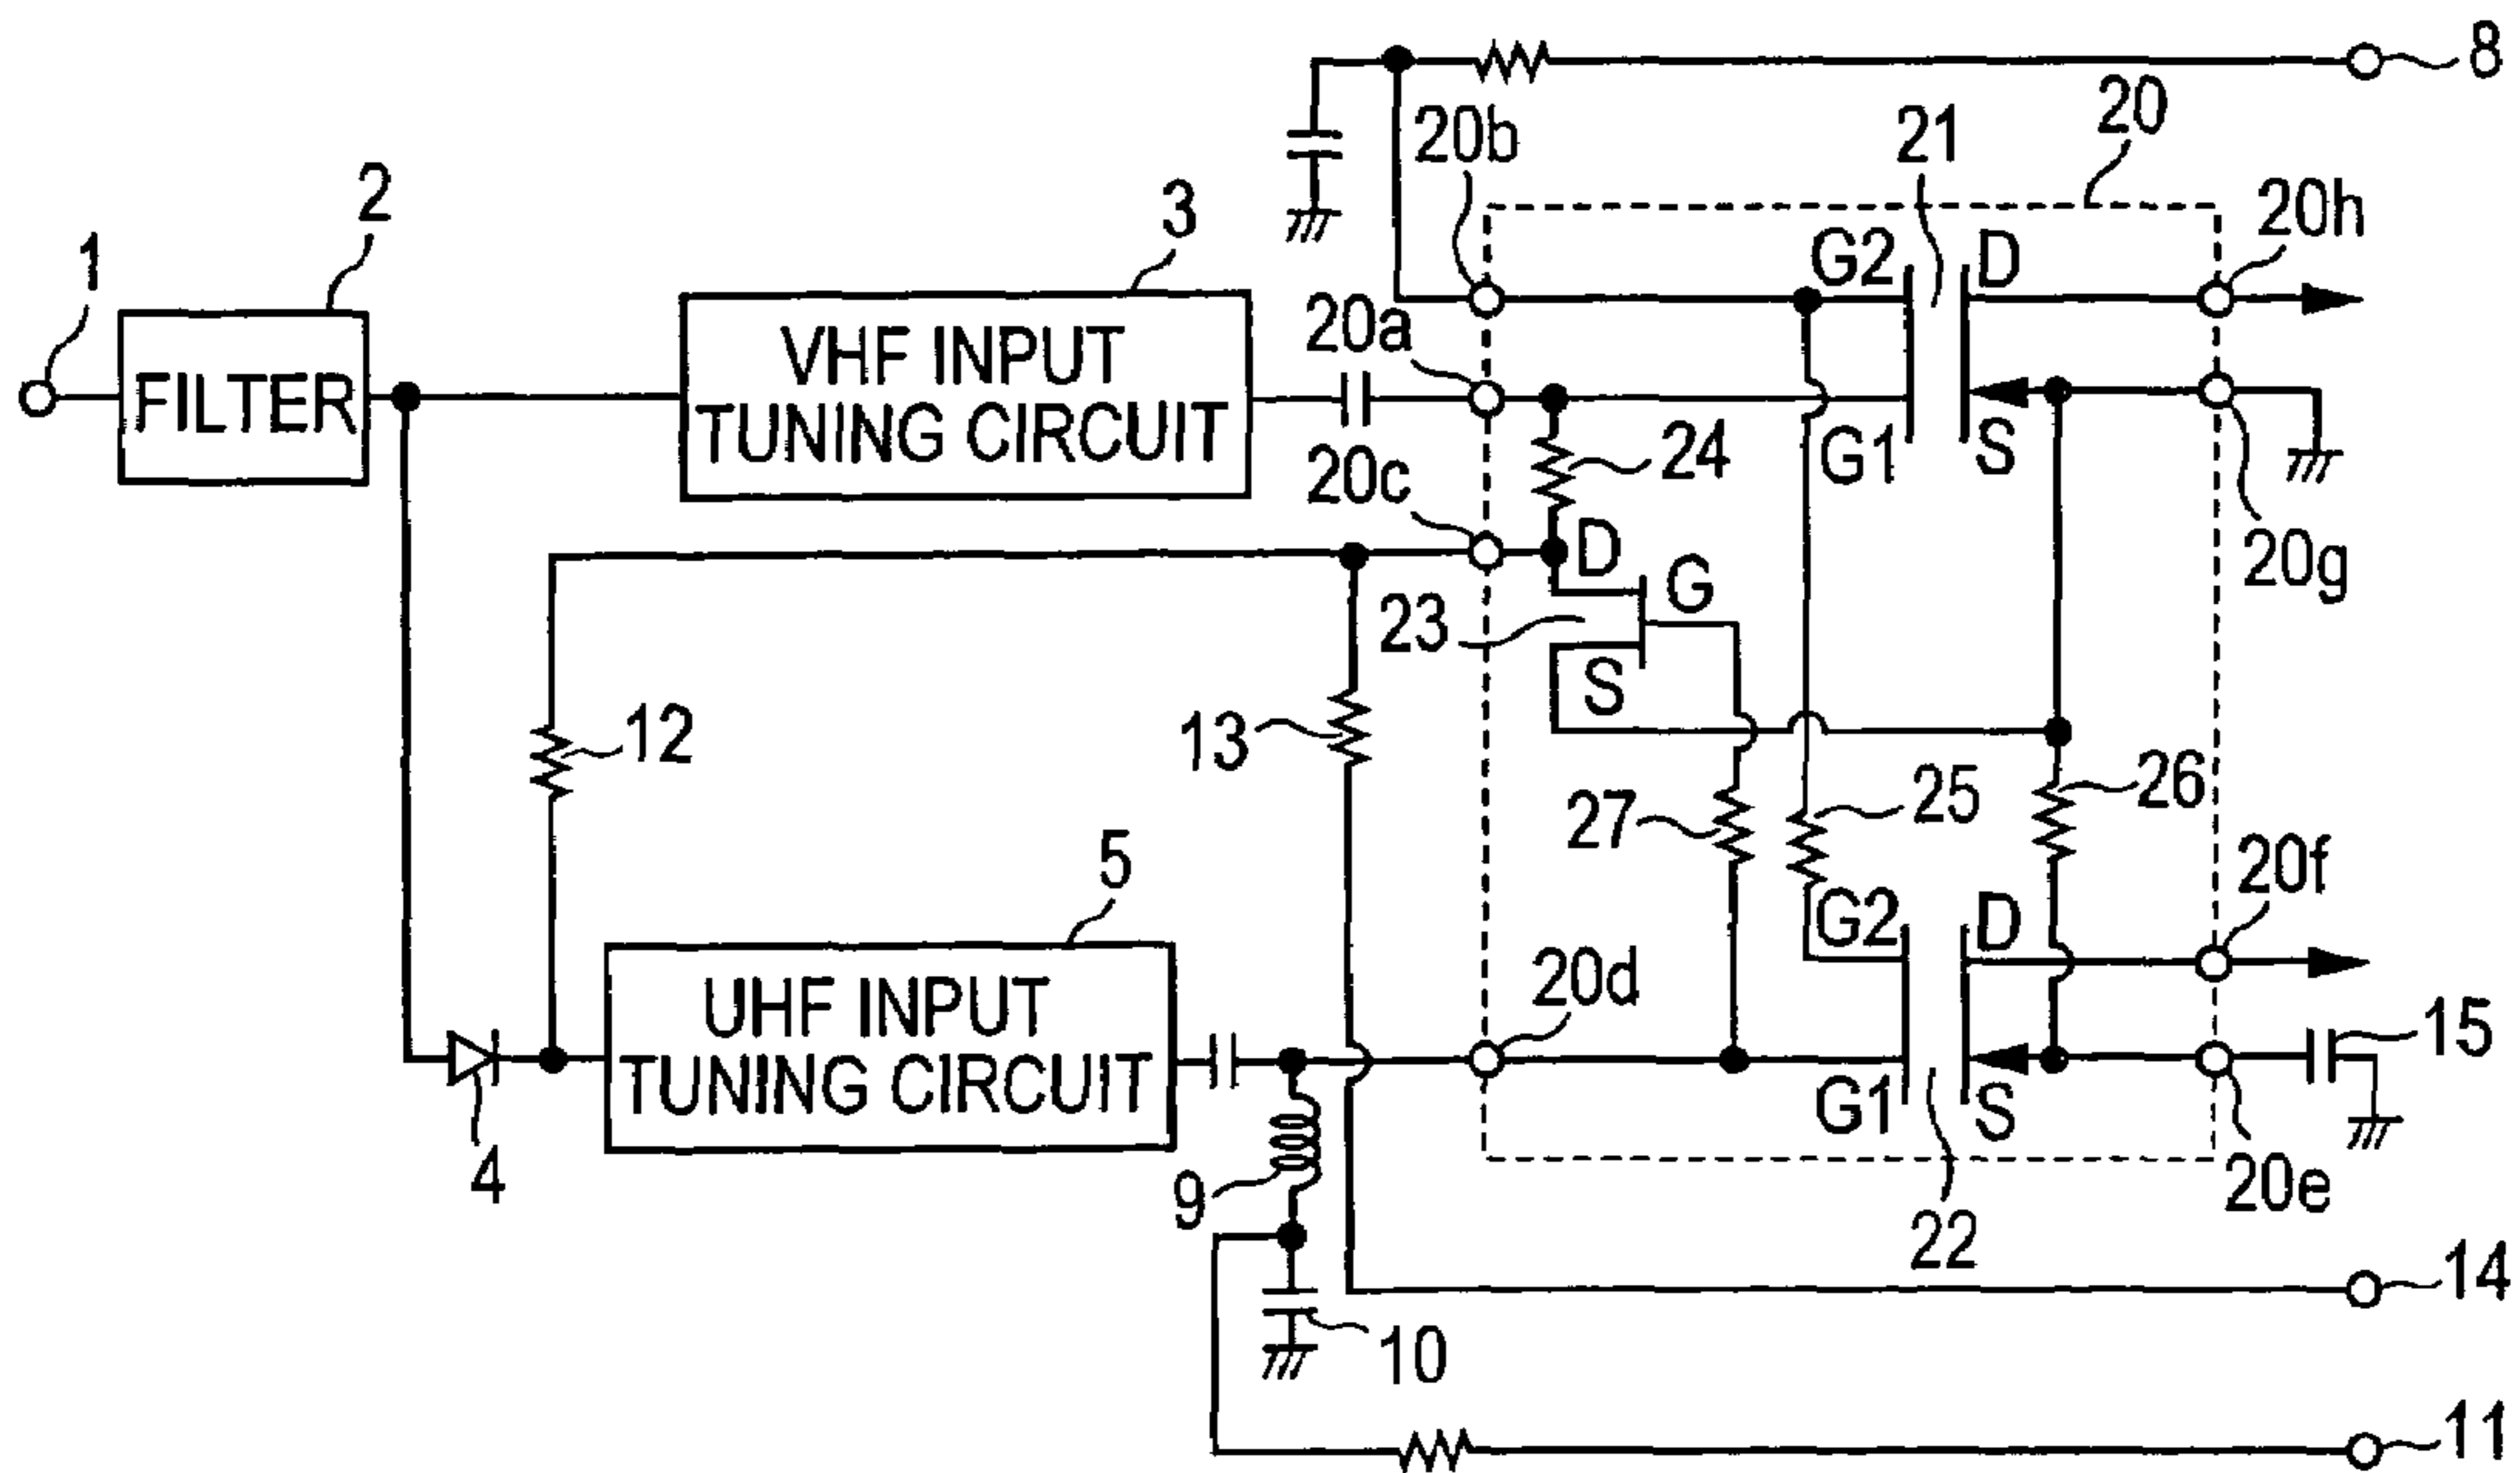 8
20b
21
20
2
3
20h
1
G2
D
20a
VHF INPUT
FILTER
TUNING CIRCUIT
24
G1
S
20c
D
G
20g
23
S
12
13
26
27
25
5
20f
G2
D
20d
UHF INPUT
15
TUNING CIRCUIT
G1
S
4
9
20e
22
14
10
11